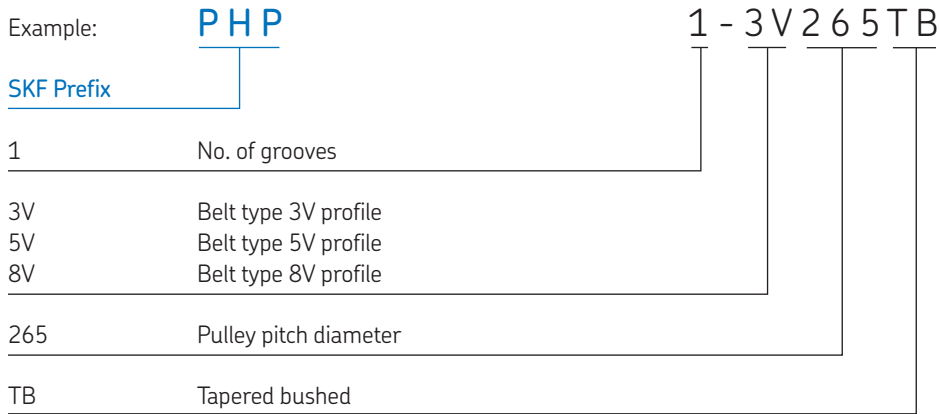 Example: PHP 1-3V265TB
SKF Prefix
1 No. of grooves
3V Belt type 3V profile
5V Belt type 5V profile
8V Belt type 8V profile
265 Pulley pitch diameter
TB Tapered bushed